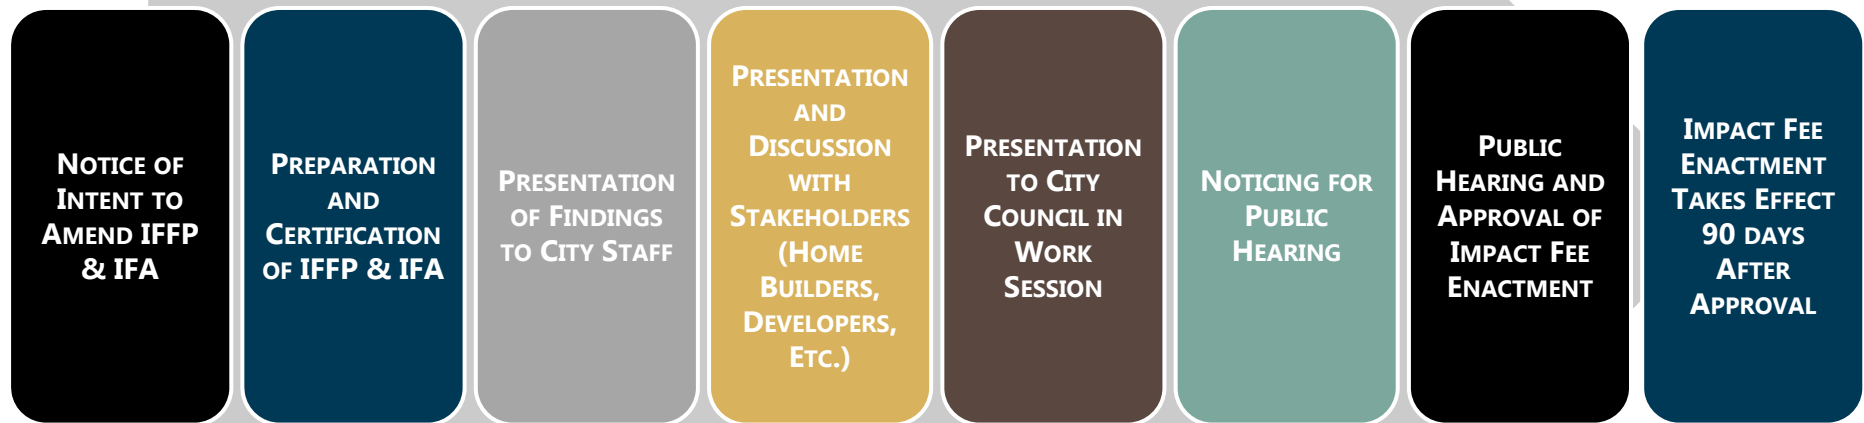 Notice of
Intent to
Amend IFFP
& IFA
Preparation
and
Certification
of IFFP & IFA
Presentation
of Findings
to City Staff
Presentation
and
Discussion
with
Stakeholders
(Home
Builders,
Developers,
Etc.)
Presentation
to City
Council in
Work
Session
Noticing for
Public
Hearing
Public
Hearing and
Approval of
Impact Fee
Enactment
Impact Fee
Enactment
Takes Effect
90 days
After
Approval